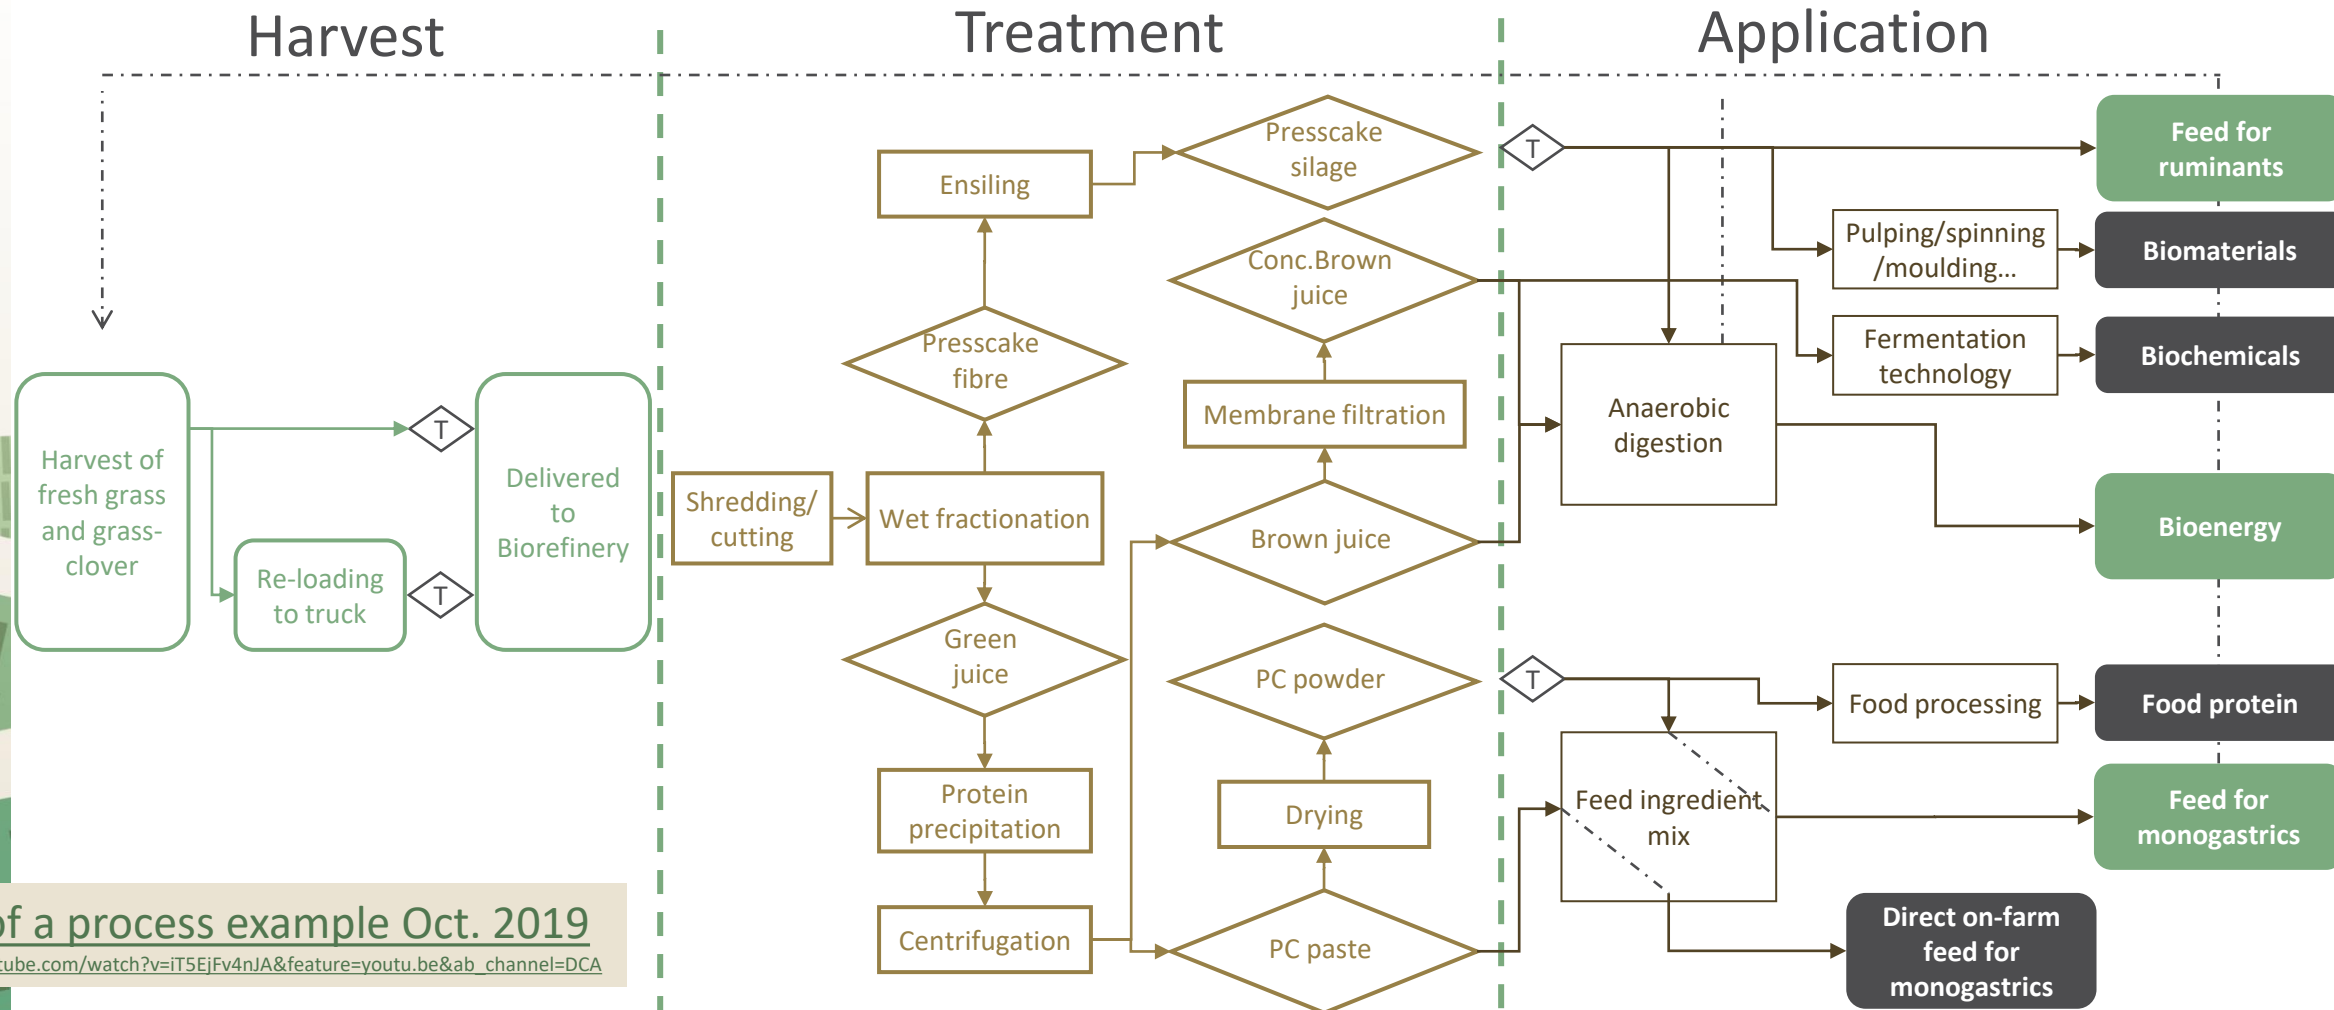 Harvest
Treatment
Application
Harvest of
fresh grass
and grass-
clover
T
Re-loading
to truck
T
Delivered
to
Biorefinery
Shredding/
cutting
Wet fractionation
Presscake
fibre
Ensiling
Presscake
silage
Green
juice
Protein
precipitation
Centrifugation
Conc.Brown
juice
Membrane filtration
Brown juice
PC powder
Drying
PC paste
T
Pulping/spinning
/moulding...
Fermentation
technology
Anaerobic
digestion
T
Food processing
Feed ingredient
mix
Feed for
ruminants
Biomaterials
Biochemicals
Bioenergy
Food protein
Feed for
monogastrics
Direct on-farm
feed for
monogastrics
of a process example Oct. 2019
tube.com/watch?v=iT5EjFv4nJA&feature=youtu.be&ab_channel=DCA